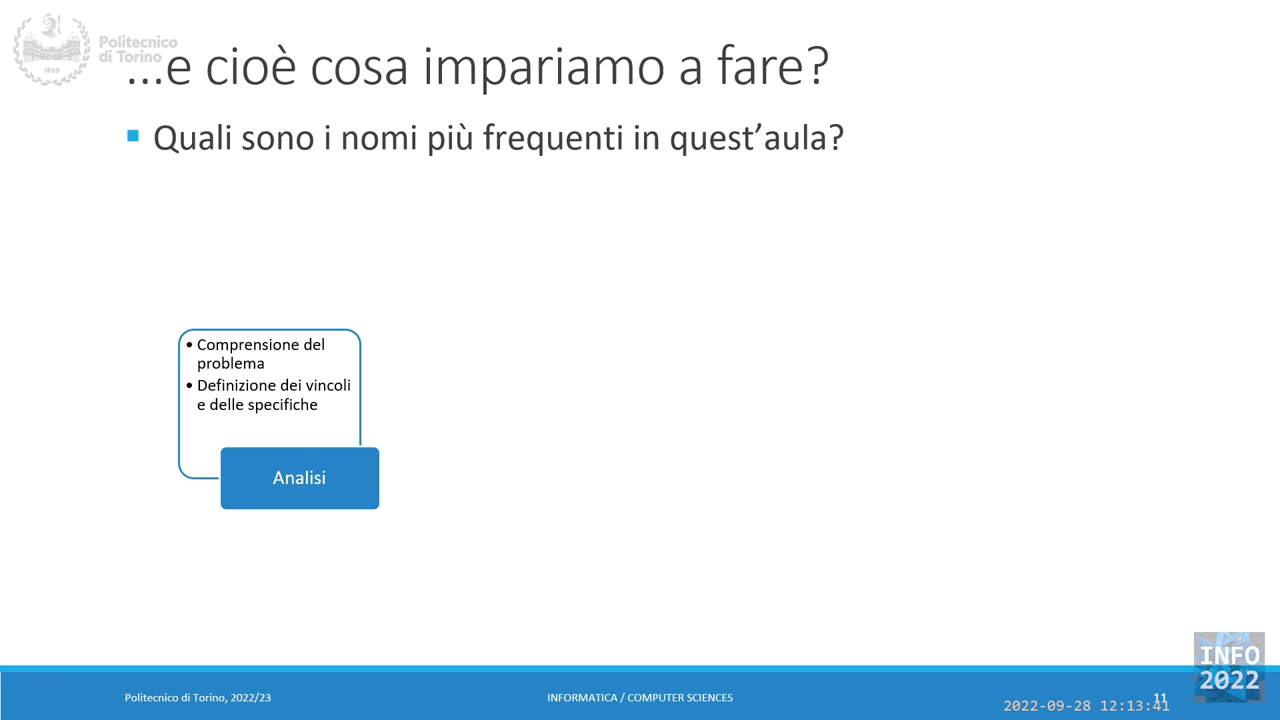 Politecnico
di Torino
1859
...e cioè cosa impariamo a fare?
Quali sono i nomi più frequenti in quest’aula?
• Comprensione del
problema
• Definizione dei vincoli
e delle specifiche
Analisi
Politecnico di Torino, 2022/23
INFORMATICA / COMPUTER SCIENCES
11
INFO
2022
2022-09-28 12:13:41